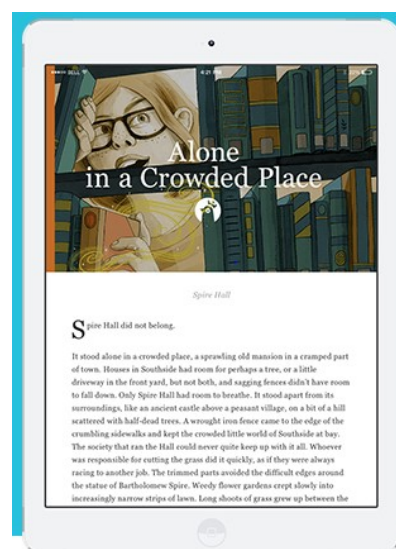 BELL
4:21 PM
Alone
in a Crowded Place
Spire Hall
Spire Hall did not belong.
It stood alone in a crowded place, a sprawling old mansion in a cramped part
of town. Houses in Southside had room for perhaps a tree, or a little
driveway in the front yard, but not both, and sagging fences didn't have room
to fall down. Only Spire Hall had room to breathe. It stood apart from its
surroundings, like an ancient castle above a peasant village, on a bit of a hill
scattered with half-dead trees. A wrought iron fence came to the edge of the
crumbling sidewalks and kept the crowded little world of Southside at bay.
The society that ran the Hall could never quite keep up with it all. Whoever
was responsible for cutting the grass did it quickly, as if they were always
racing to another job. The trimmed parts avoided the difficult edges around
the statue of Bartholomew Spire. Weedy flower gardens crept slowly into
increasingly narrow strips of lawn. Long shoots of grass grew up between the